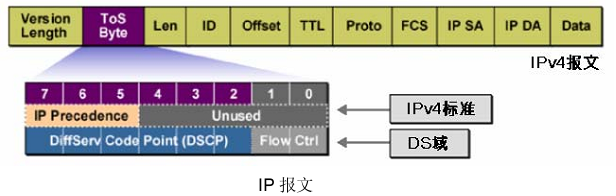 Version Length ToS Byte Len ID Offset TTL Proto FCS IP SA IP DA Data
IPv4报文
7 6 5 4 3 2 1 0
IP Precedence Unused IPv4标准
DiffServ Code Point (DSCP) Flow Ctrl DS域
IP 报文